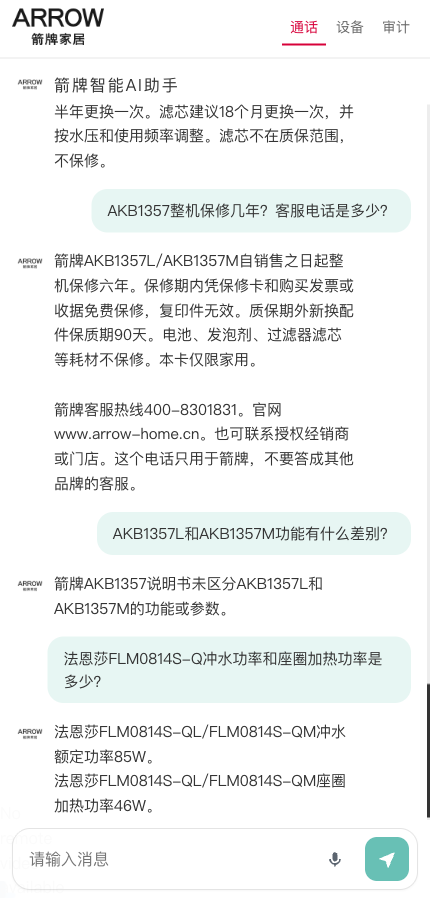 ARROW
箭牌家居
通话 设备 审计
箭牌智能AI助手
半年更换一次。滤芯建议18个月更换一次，并
按水压和使用频率调整。滤芯不在质保范围，
不保修。
AKB1357整机保修几年？客服电话是多少？
箭牌AKB1357L/AKB1357M自销售之日起整
机保修六年。保修期内凭保修卡和购买发票或
收据免费保修，复印件无效。质保期外新换配
件保质期90天。电池、发泡剂、过滤器滤芯
等耗材不保修。本卡仅限家用。
箭牌客服热线400-8301831。官网
www.arrow-home.cn。也可联系授权经销商
或门店。这个电话只用于箭牌，不要答成其他
品牌的客服。
AKB1357L和AKB1357M功能有什么差别？
箭牌AKB1357说明书未区分AKB1357L和
AKB1357M的功能或参数。
法恩莎FLM0814S-Q冲水功率和座圈加热功率是
多少？
法恩莎FLM0814S-QL/FLM0814S-QM冲水
额定功率85W。
法恩莎FLM0814S-QL/FLM0814S-QM座圈
加热功率46W。
请输入消息